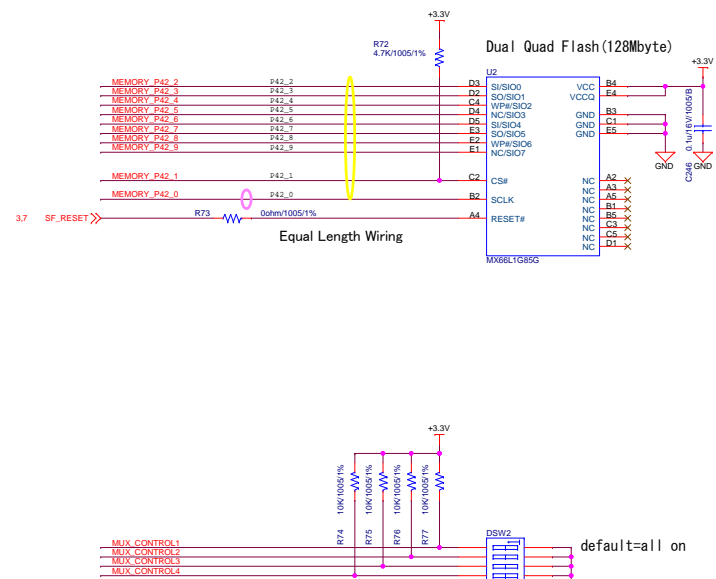 +3.3V
R72
4.7K/1005/1%
Dual Quad Flash(128Mbyte)
+3.3V
U2
MEMORY_P42_2 P42_2 D3 SI/SIO0 VCC B4
MEMORY_P42_3 P42_3 D2 SO/SIO1 VCCQ E4
MEMORY_P42_4 P42_4 C4 WP#/SIO2
MEMORY_P42_5 P42_5 D4 NC/SIO3 GND B3
MEMORY_P42_6 P42_6 D5 SI/SIO4 GND C1
MEMORY_P42_7 P42_7 E3 SO/SIO5 GND E5
MEMORY_P42_8 P42_8 E2 WP#/SIO6
MEMORY_P42_9 P42_9 E1 NC/SIO7
GND
GND
C246 0.1u/16V/1005/B
MEMORY_P42_1 P42_1 C2 CS# NC A2
NC A3
MEMORY_P42_0 P42_0 B2 SCLK NC A5
NC B1
3,7 SF_RESET R73 0ohm/1005/1% A4 RESET# NC B5
NC C3
NC C5
NC D1
Equal Length Wiring
MX66L1G85G
+3.3V
R74 10K/1005/1%
R75 10K/1005/1%
R76 10K/1005/1%
R77 10K/1005/1%
DSW2
MUX_CONTROL1
MUX_CONTROL2
MUX_CONTROL3
MUX_CONTROL4
default=all on